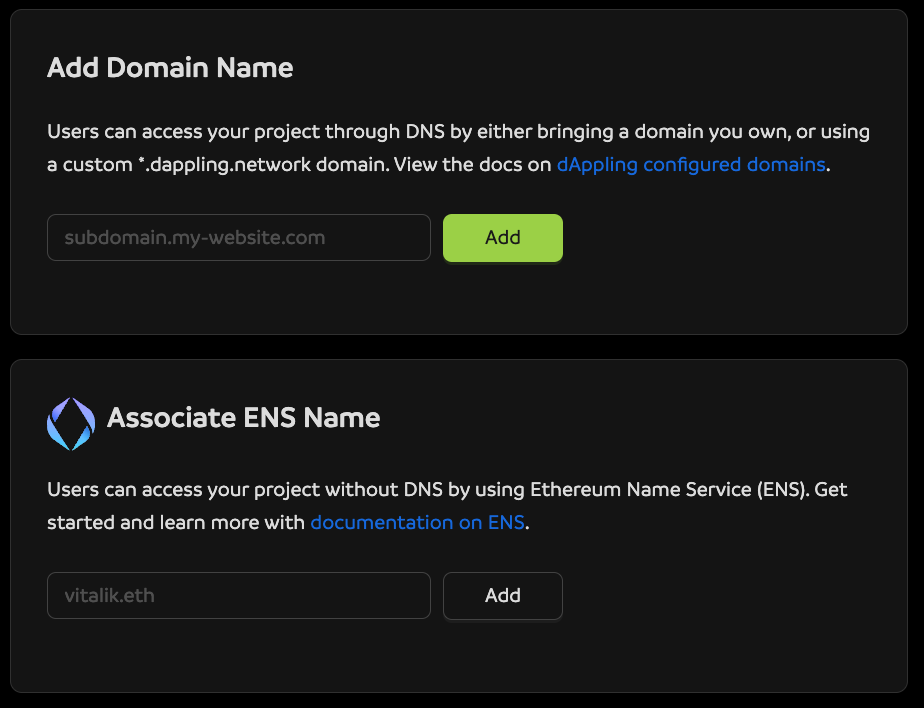 Add Domain Name
Users can access your project through DNS by either bringing a domain you own, or using
a custom *.dappling.network domain. View the docs on dAppling configured domains.
subdomain.my-website.com
Add
Associate ENS Name
Users can access your project without DNS by using Ethereum Name Service (ENS). Get
started and learn more with documentation on ENS.
vitalik.eth
Add